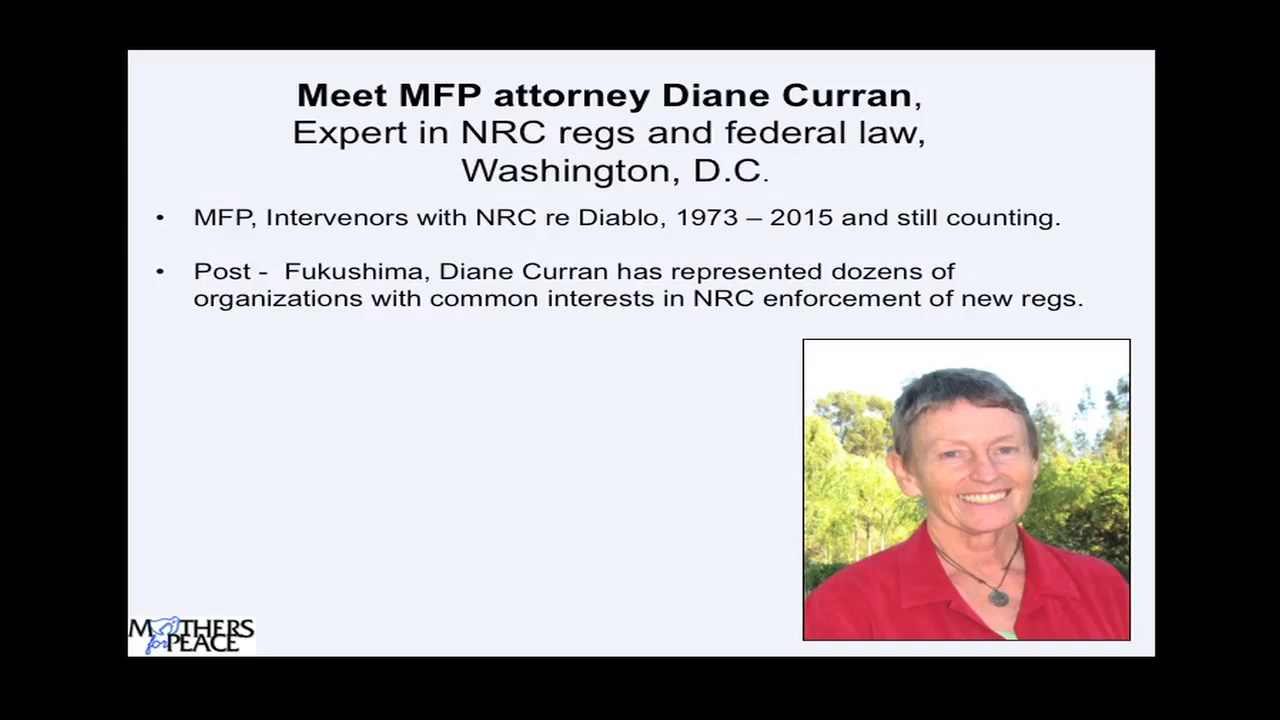 Meet MFP attorney Diane Curran,
Expert in NRC regs and federal law,
Washington, D.C.
• MFP, Intervenors with NRC re Diablo, 1973 – 2015 and still counting.
• Post - Fukushima, Diane Curran has represented dozens of
organizations with common interests in NRC enforcement of new regs.
MOTHERS
for PEACE